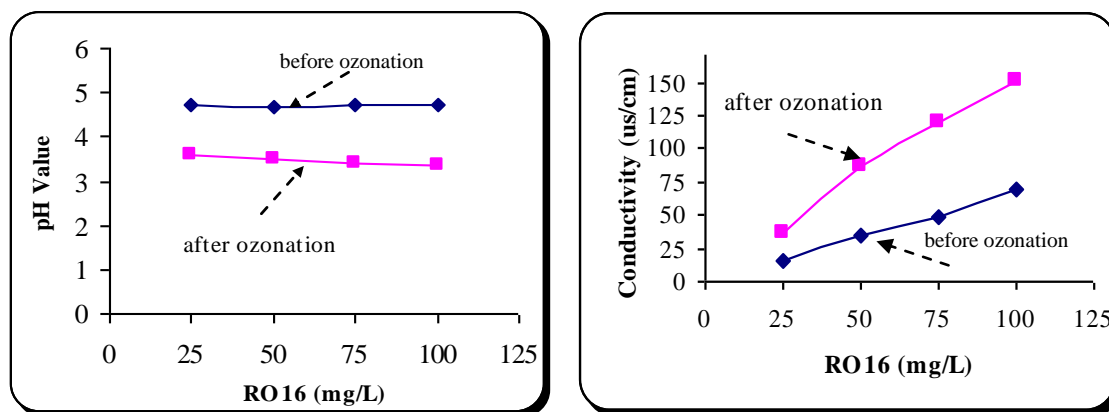 6
5
4
3
2
1
0
pH Value
before ozonation
after ozonation
0 25 50 75 100 125
RO16 (mg/L)
150
125
100
75
50
25
0
Conductivity (us/cm)
after ozonation
before ozonation
0 25 50 75 100 125
RO16 (mg/L)